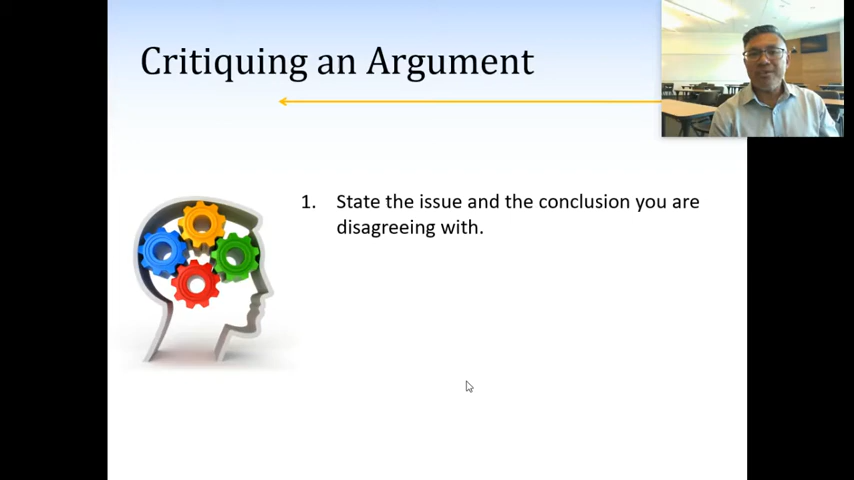 Critiquing an Argument
1. State the issue and the conclusion you are
disagreeing with.